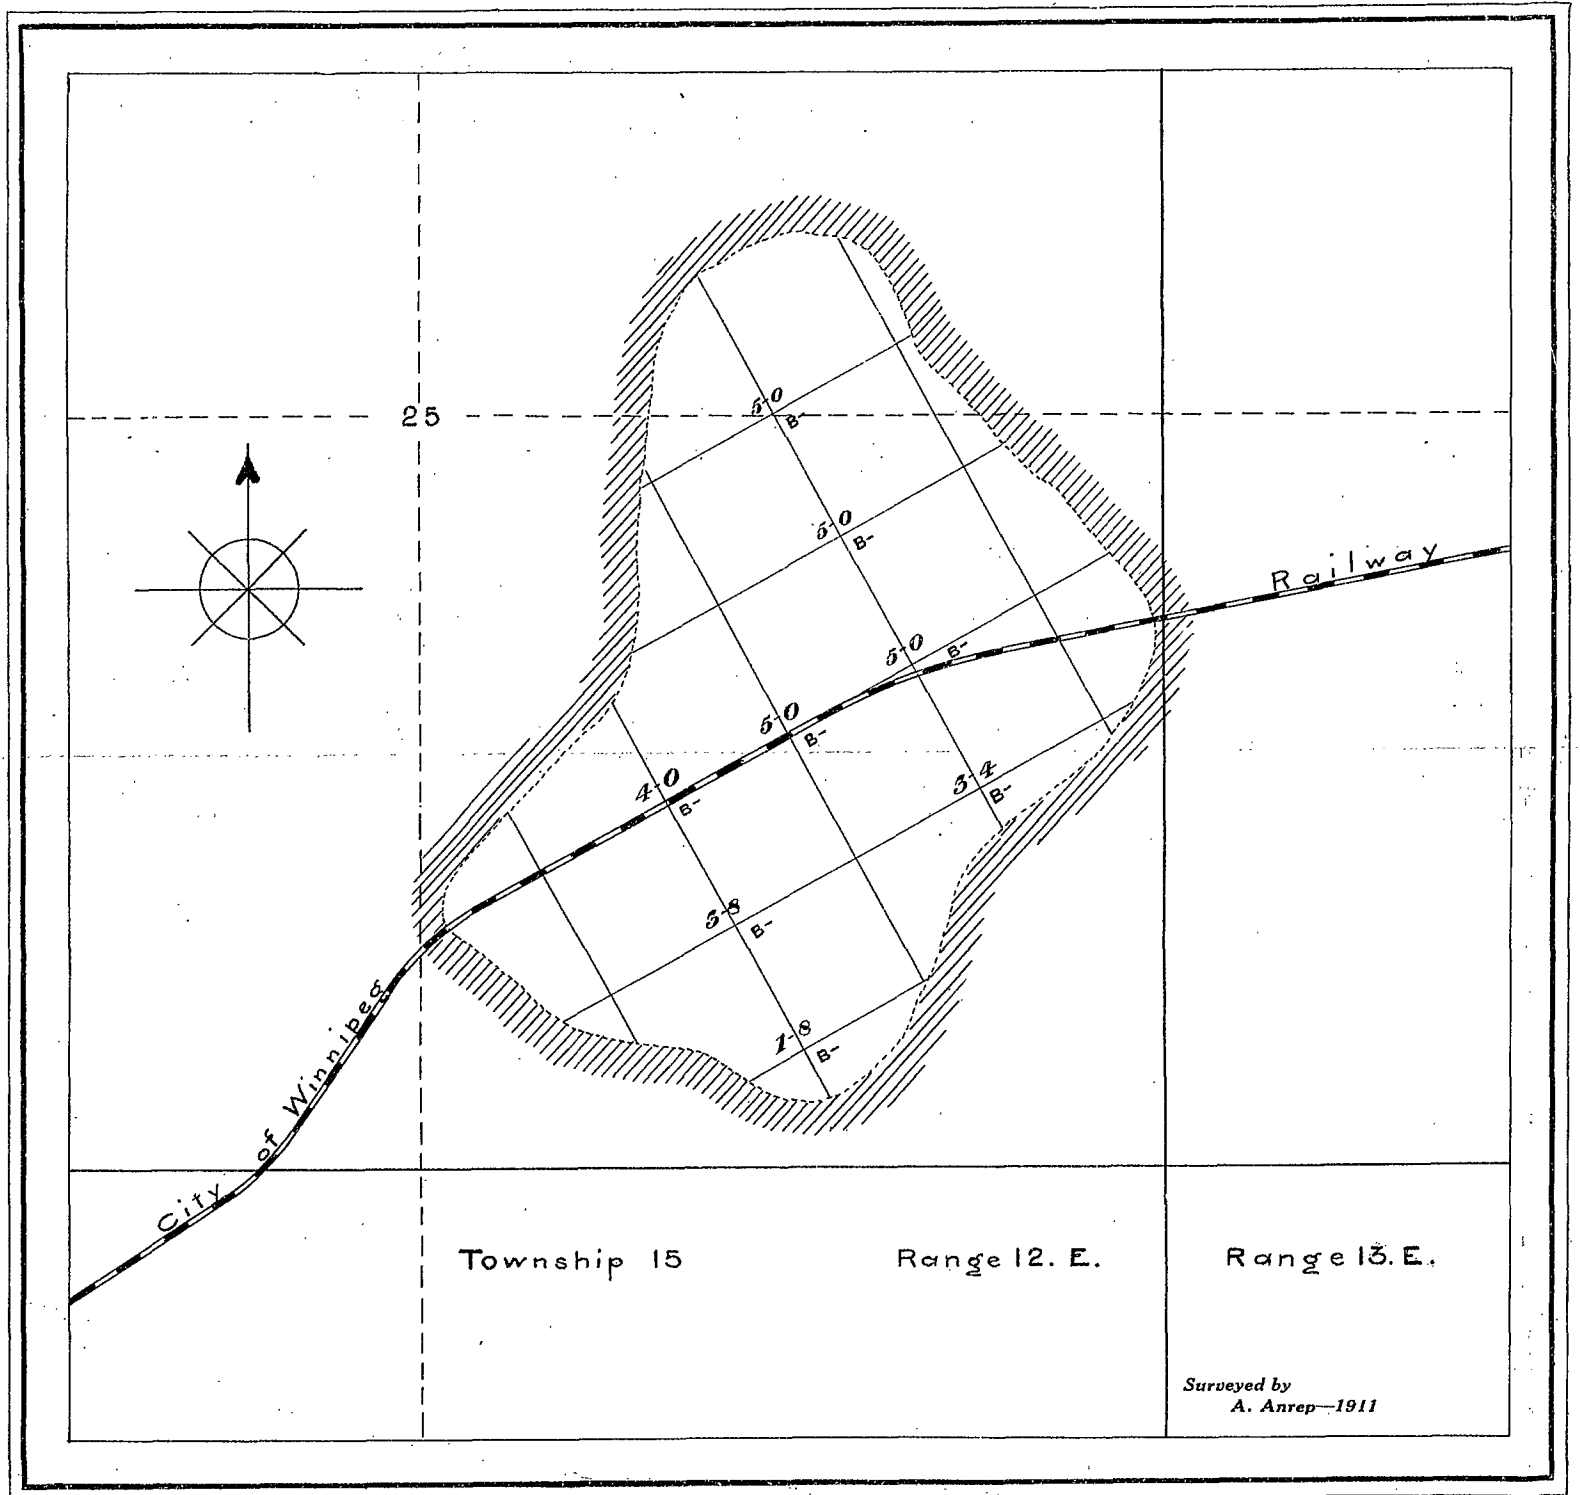 5-0
B-
25
5-0
B-
Railway
5-0
B-
5-0
B-
4-0
B-
3-4
B-
3-8
B-
1-8
B-
City of Winnipeg
Township 15
Range 12. E.
Range 13. E.
Surveyed by
A. Anrep—1911